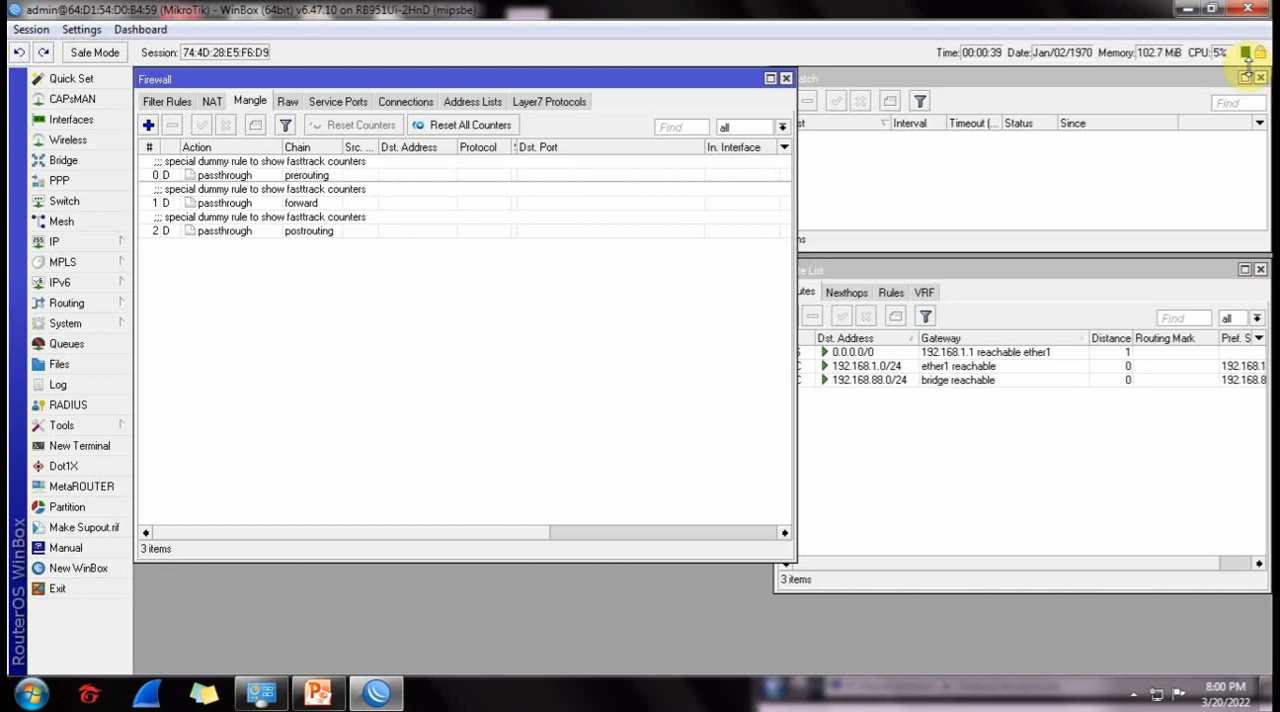 admin@64:D1:54:D0:B4:59 (MikroTik) - WinBox (64bit) v6.47.10 on RB951Ui-2HnD (mipsbe)
Session Settings Dashboard
Safe Mode Session: 74:4D:28:E5:F6:D9 Time: 00:00:39 Date: Jan/02/1970 Memory: 102.7 MiB CPU: 5%
Quick Set
CAPsMAN
Interfaces
Wireless
Bridge
PPP
Switch
Mesh
IP
MPLS
IPv6
Routing
System
Queues
Files
Log
RADIUS
Tools
New Terminal
Dot1X
MetaROUTER
Partition
Make Supout.rif
Manual
New WinBox
Exit
RouterOS WinBox
Firewall
Filter Rules NAT Mangle Raw Service Ports Connections Address Lists Layer7 Protocols
Reset Counters Reset All Counters Find all
# Action Chain Src. ... Dst. Address Protocol Dst. Port In. Interface
;;; special dummy rule to show fasttrack counters
0 D passthrough prerouting
;;; special dummy rule to show fasttrack counters
1 D passthrough forward
;;; special dummy rule to show fasttrack counters
2 D passthrough postrouting
3 items
atch
Find
st Interval Timeout (... Status Since
ms
te List
utes Nexthops Rules VRF
Find all
Dst. Address Gateway Distance Routing Mark Pref. S
S 0.0.0.0/0 192.168.1.1 reachable ether1 1
C 192.168.1.0/24 ether1 reachable 0 192.168.1
C 192.168.88.0/24 bridge reachable 0 192.168.8
3 items
8:00 PM
3/20/2022